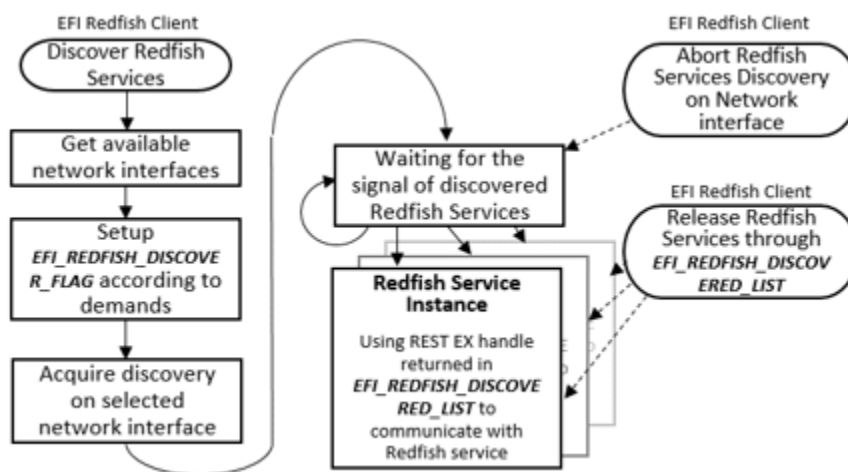 EFI Redfish Client
Discover Redfish
Services
Get available
network interfaces
Setup
EFI_REDFISH_DISCOVE
R_FLAG according to
demands
Acquire discovery
on selected
network interface
EFI Redfish Client
Abort Redfish
Services Discovery
on Network
interface
Waiting for the
signal of discovered
Redfish Services
EFI Redfish Client
Release Redfish
Services through
EFI_REDFISH_DISCOV
ERED_LIST
Redfish Service
Instance
Using REST EX handle
returned in
EFI_REDFISH_DISCOVE
RED_LIST to
communicate with
Redfish service